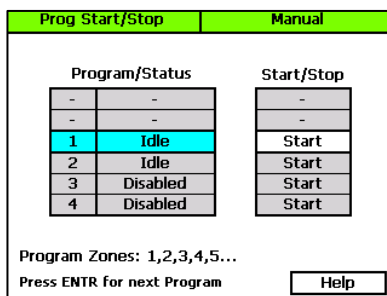 Prog Start/Stop Manual
Program/Status Start/Stop
- - -
- - -
1 Idle Start
2 Idle Start
3 Disabled Start
4 Disabled Start
Program Zones: 1,2,3,4,5...
Press ENTR for next Program Help